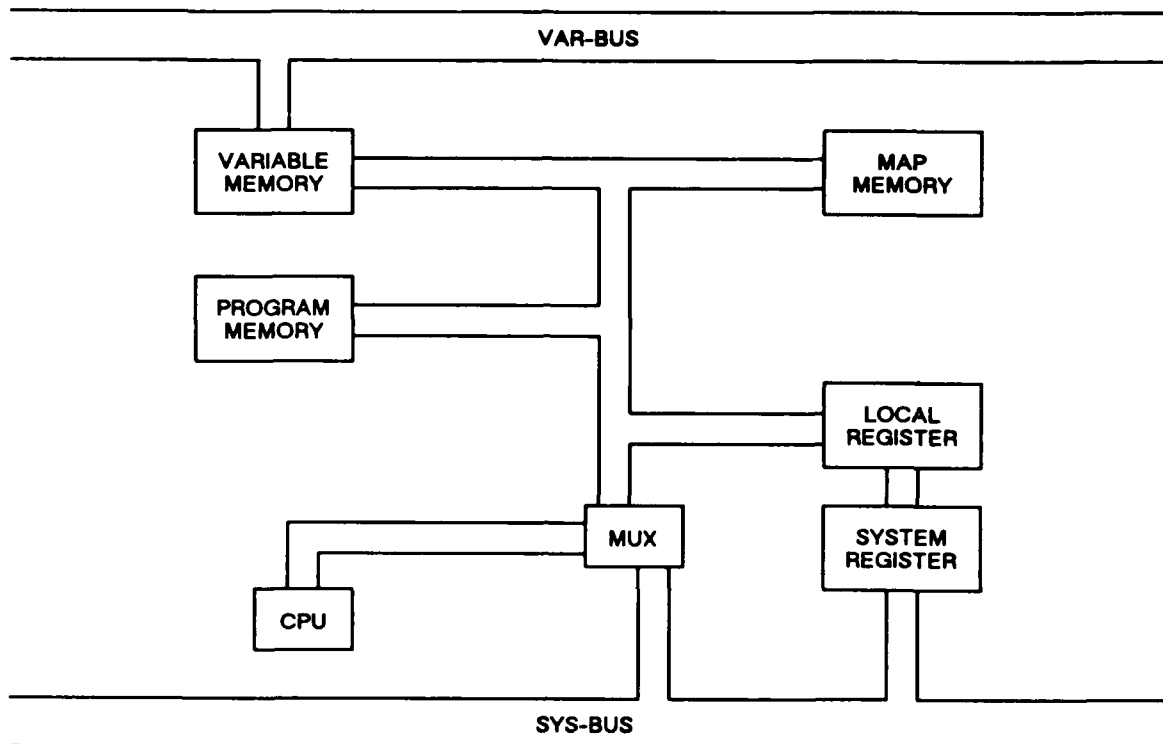 VAR-BUS
VARIABLE
MEMORY
MAP
MEMORY
PROGRAM
MEMORY
LOCAL
REGISTER
MUX
SYSTEM
REGISTER
CPU
SYS-BUS